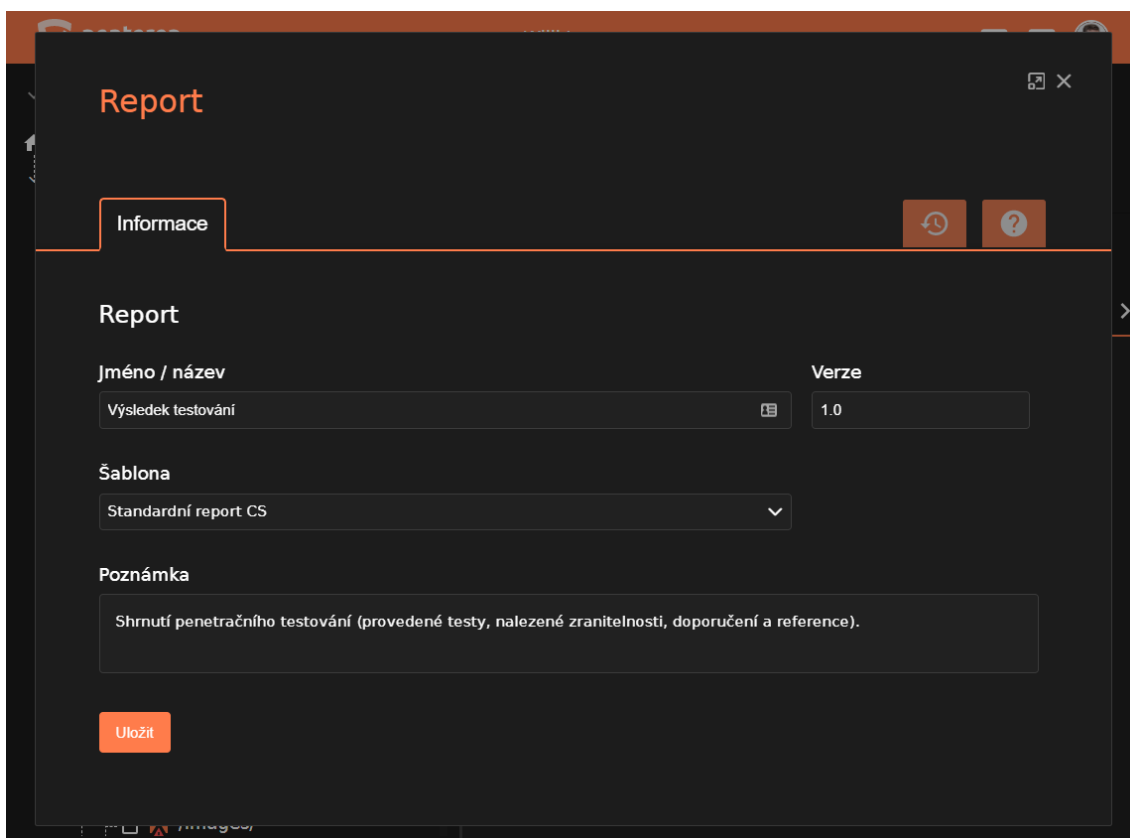 Report
Informace
Report
Jméno / název
Verze
Výsledek testování
1.0
Šablona
Standardní report CS
Poznámka
Shrnutí penetračního testování (provedené testy, nalezené zranitelnosti, doporučení a reference).
Uložit